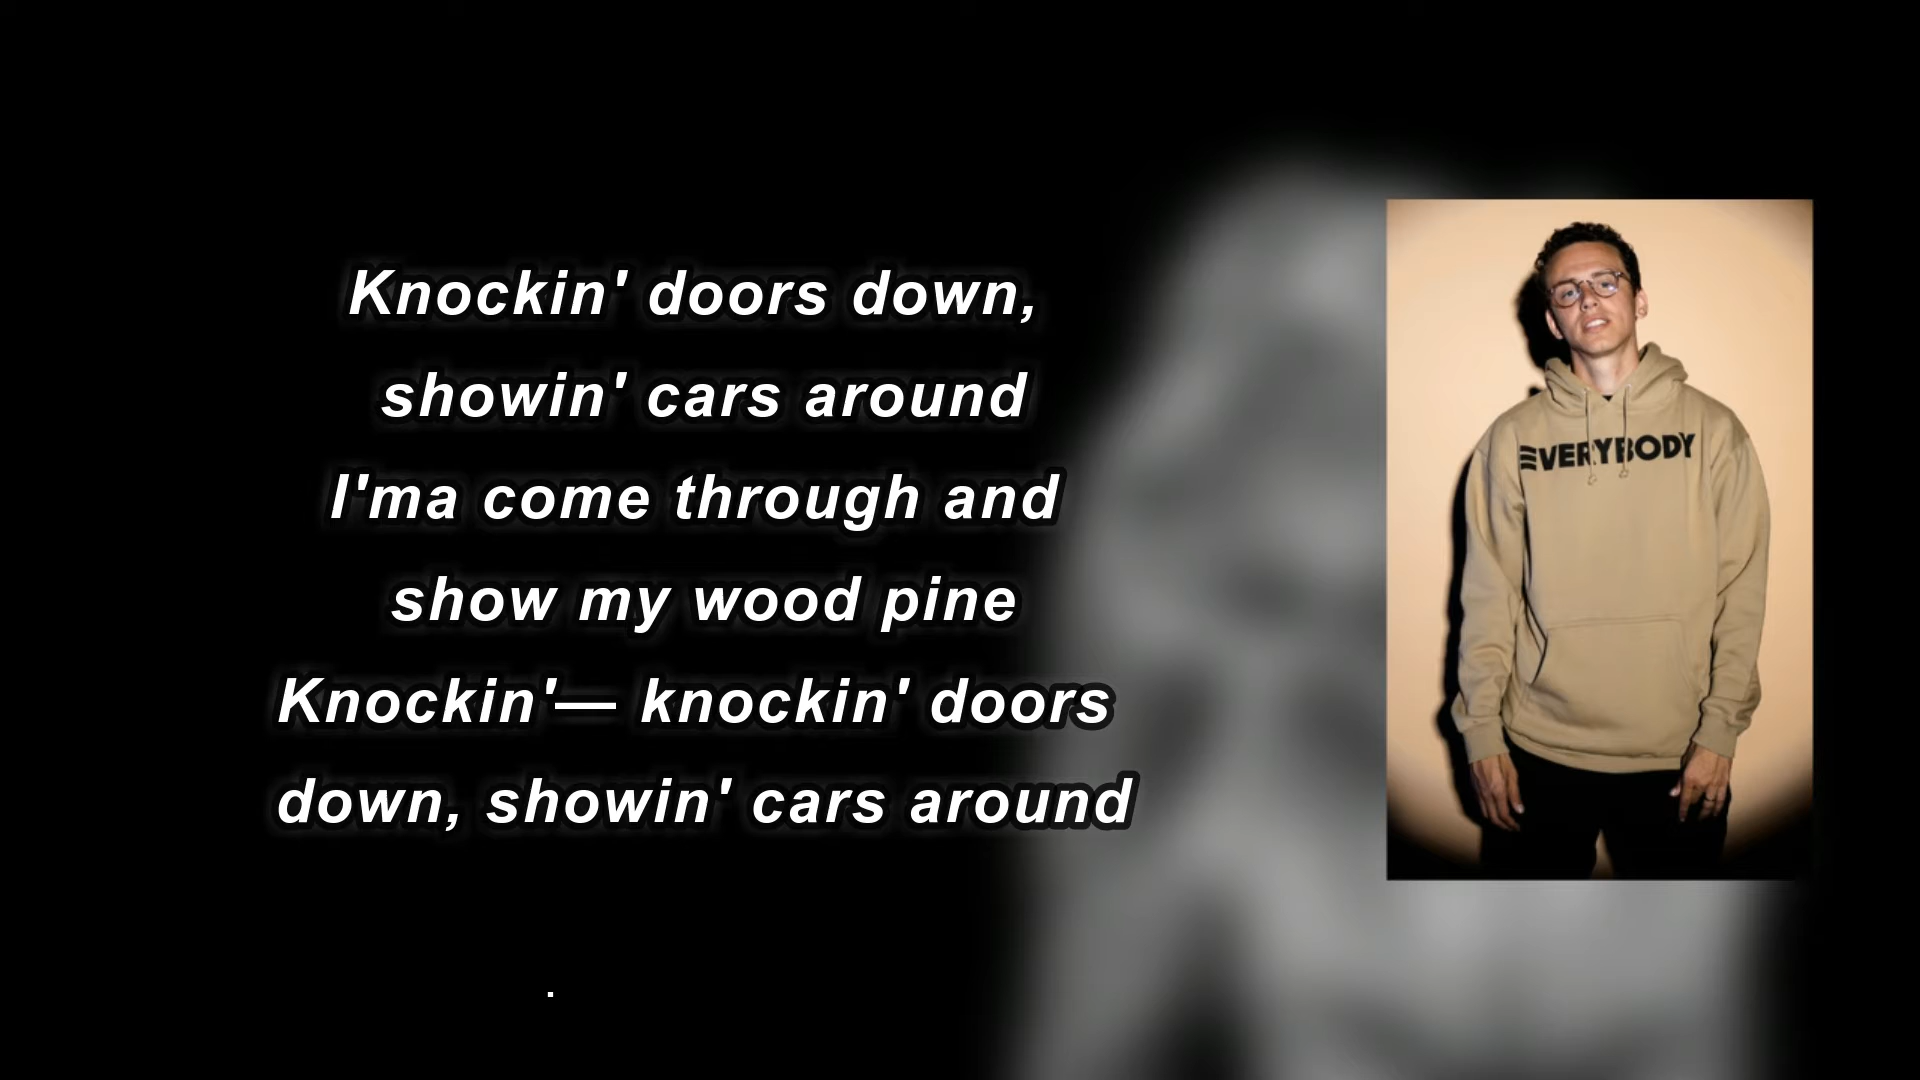 Knockin' doors down,
showin' cars around
I'ma come through and
show my wood pine
Knockin'— knockin' doors
down, showin' cars around
.
EVERYBODY